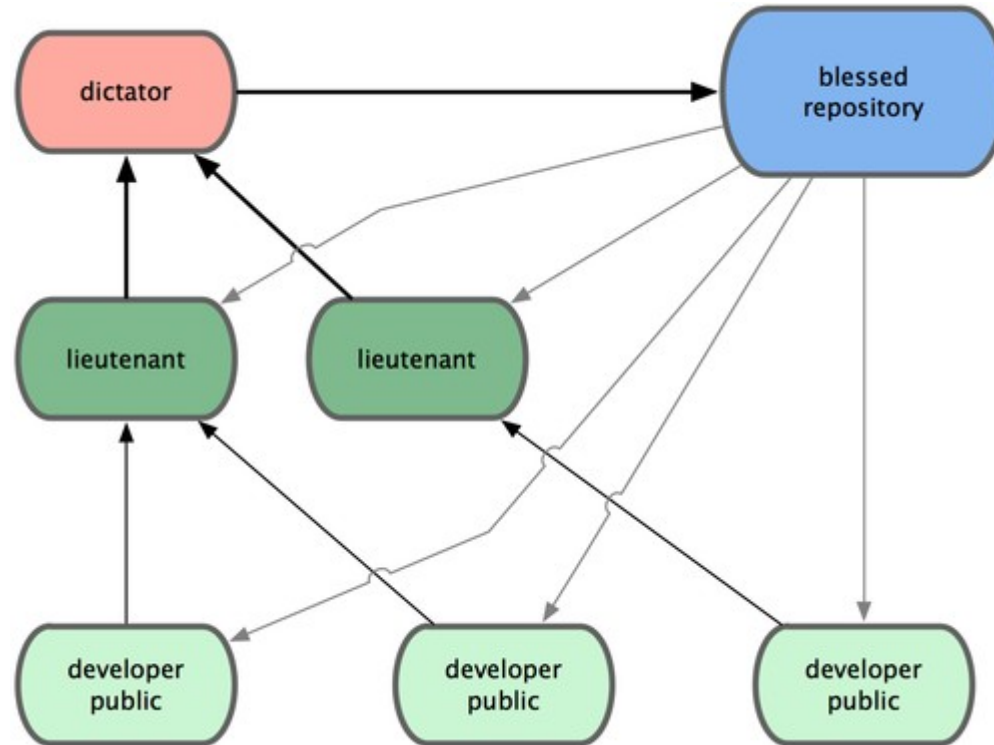 dictator
blessed
repository
lieutenant
lieutenant
developer
public
developer
public
developer
public